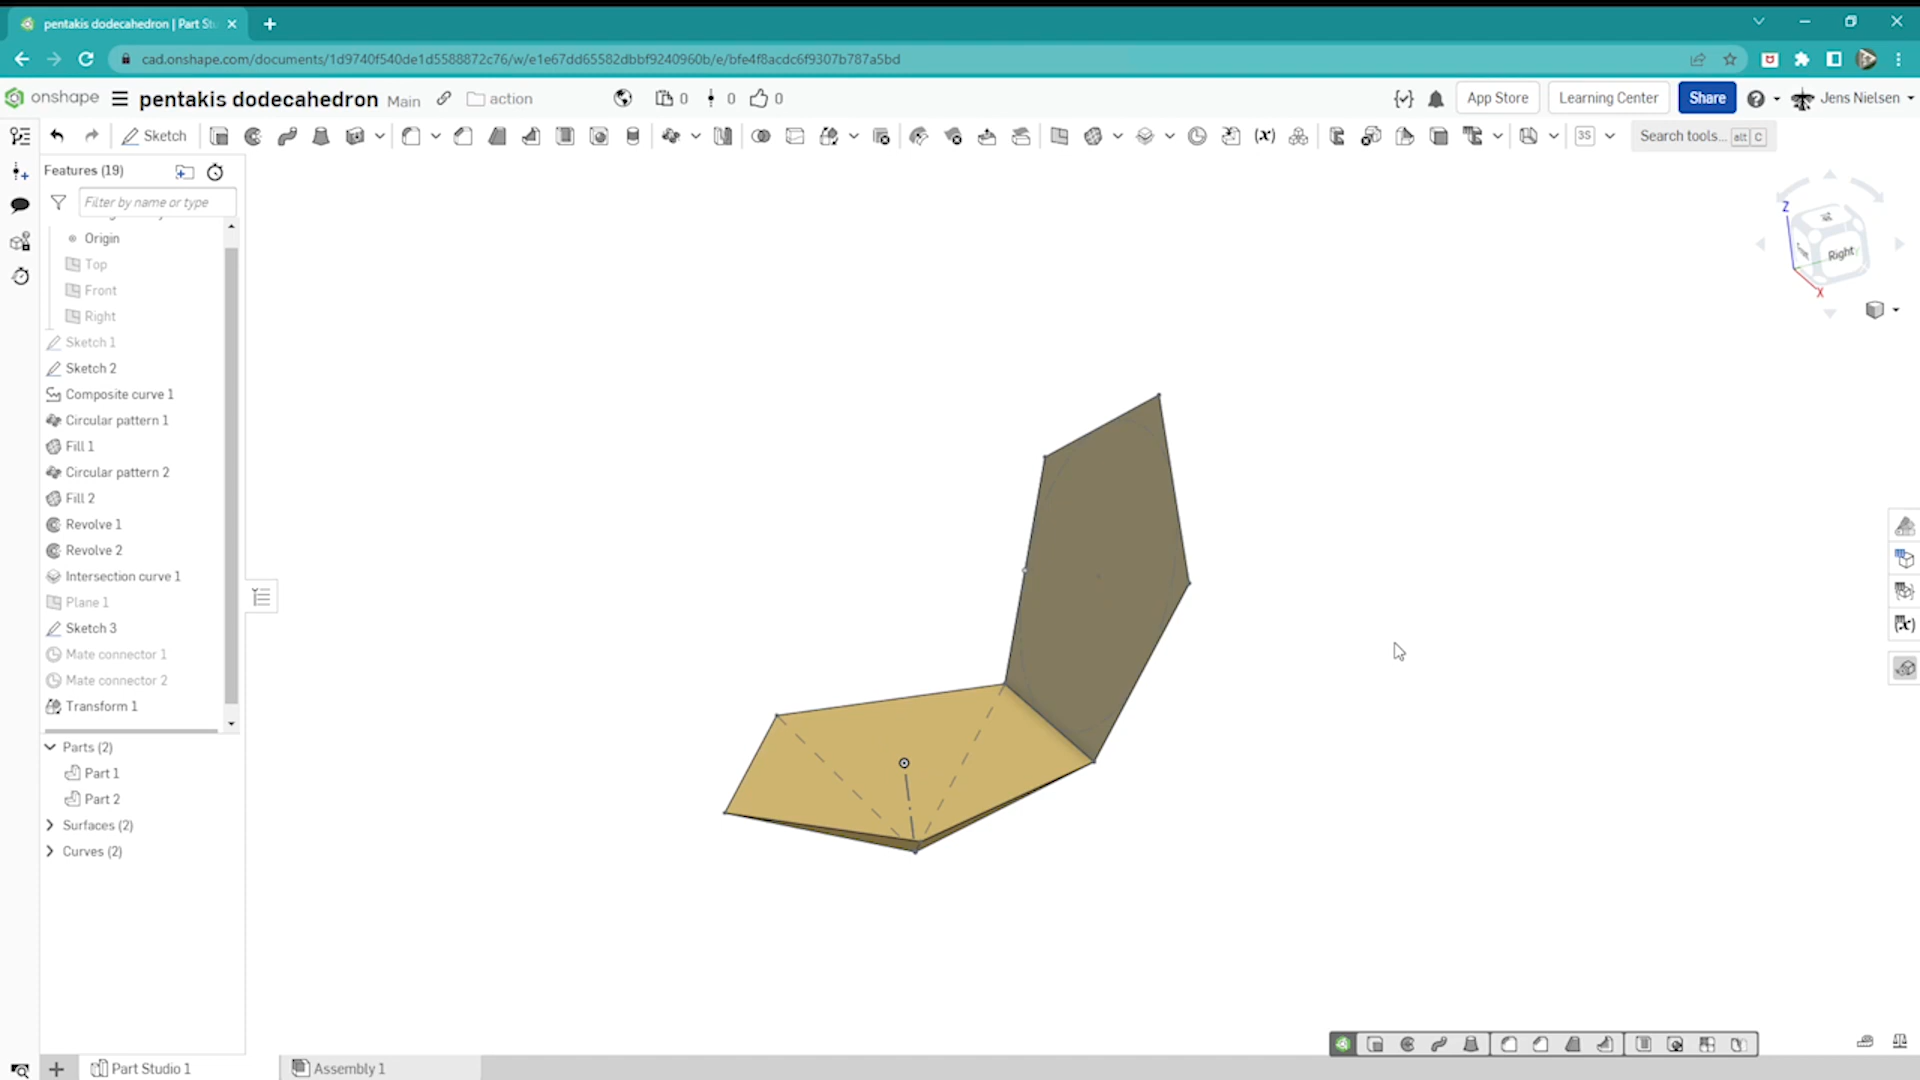 pentakis dodecahedron | Part Stu
cad.onshape.com/documents/1d9740f540de1d5588872c76/w/e1e67dd65582dbbf9240960b/e/bfe4f8acdc6f9307b787a5bd
onshape pentakis dodecahedron Main action 0 0 0 App Store Learning Center Share Jens Nielsen
Sketch (x) 3S Search tools... alt C
Features (19)
Filter by name or type
Origin
Top
Front
Right
Sketch 1
Sketch 2
Composite curve 1
Circular pattern 1
Fill 1
Circular pattern 2
Fill 2
Revolve 1
Revolve 2
Intersection curve 1
Plane 1
Sketch 3
Mate connector 1
Mate connector 2
Transform 1
Parts (2)
Part 1
Part 2
Surfaces (2)
Curves (2)
Z
Right
X
(x)
Part Studio 1 Assembly 1